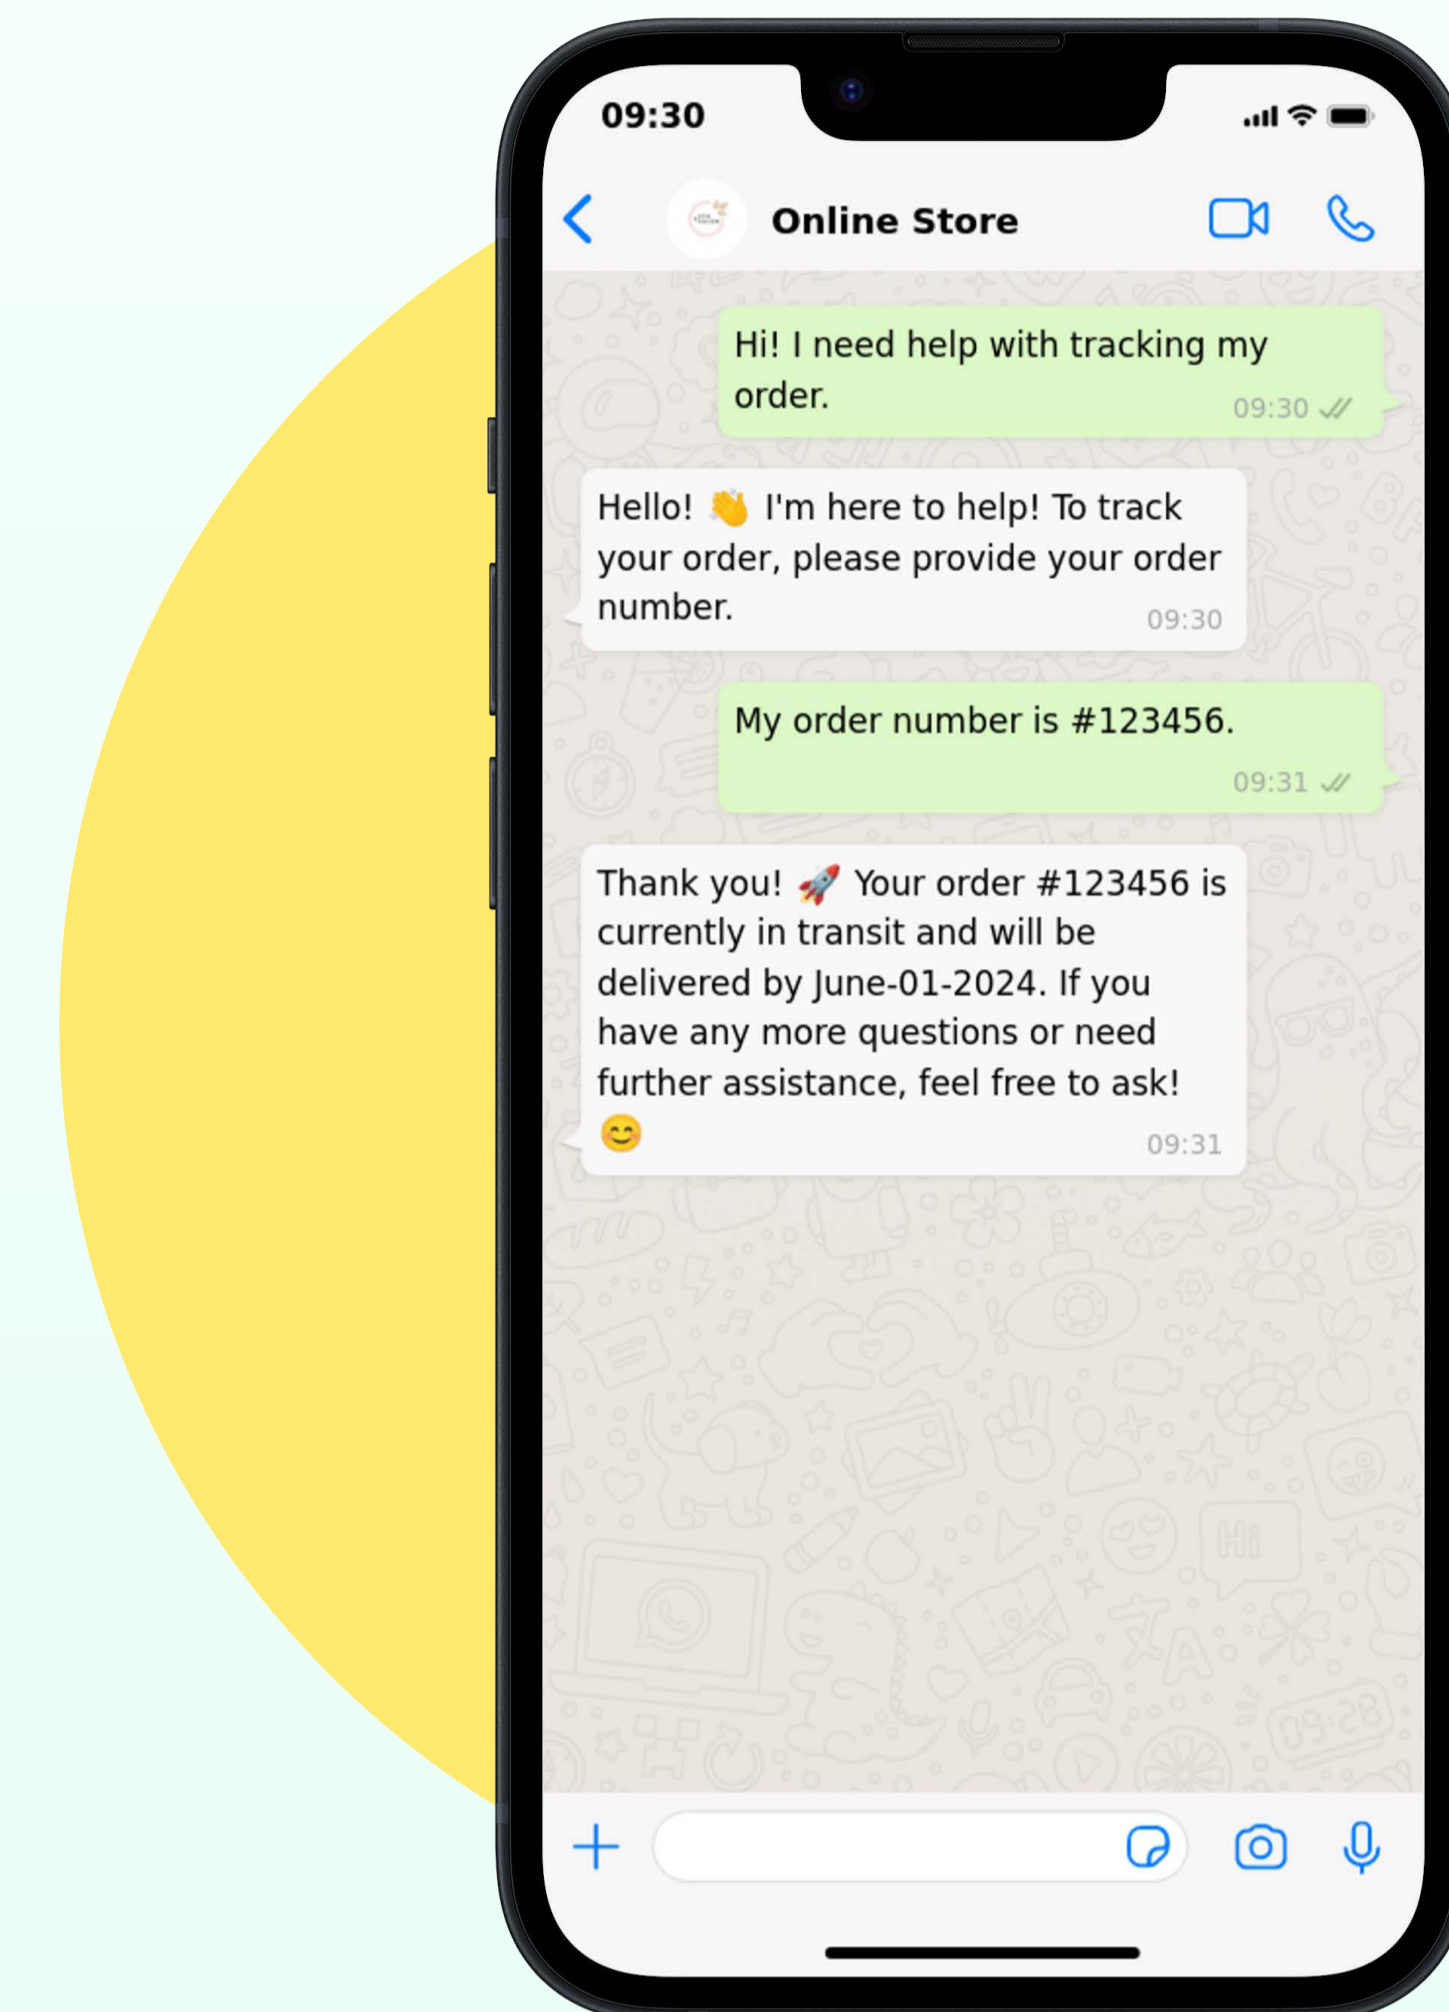 09:30
Online Store
Hi! I need help with tracking my
order.
09:30
Hello! 👋 I'm here to help! To track
your order, please provide your order
number.
09:30
My order number is #123456.
09:31
Thank you! 🚀 Your order #123456 is
currently in transit and will be
delivered by June-01-2024. If you
have any more questions or need
further assistance, feel free to ask!
😊
09:31
Hi
09:28